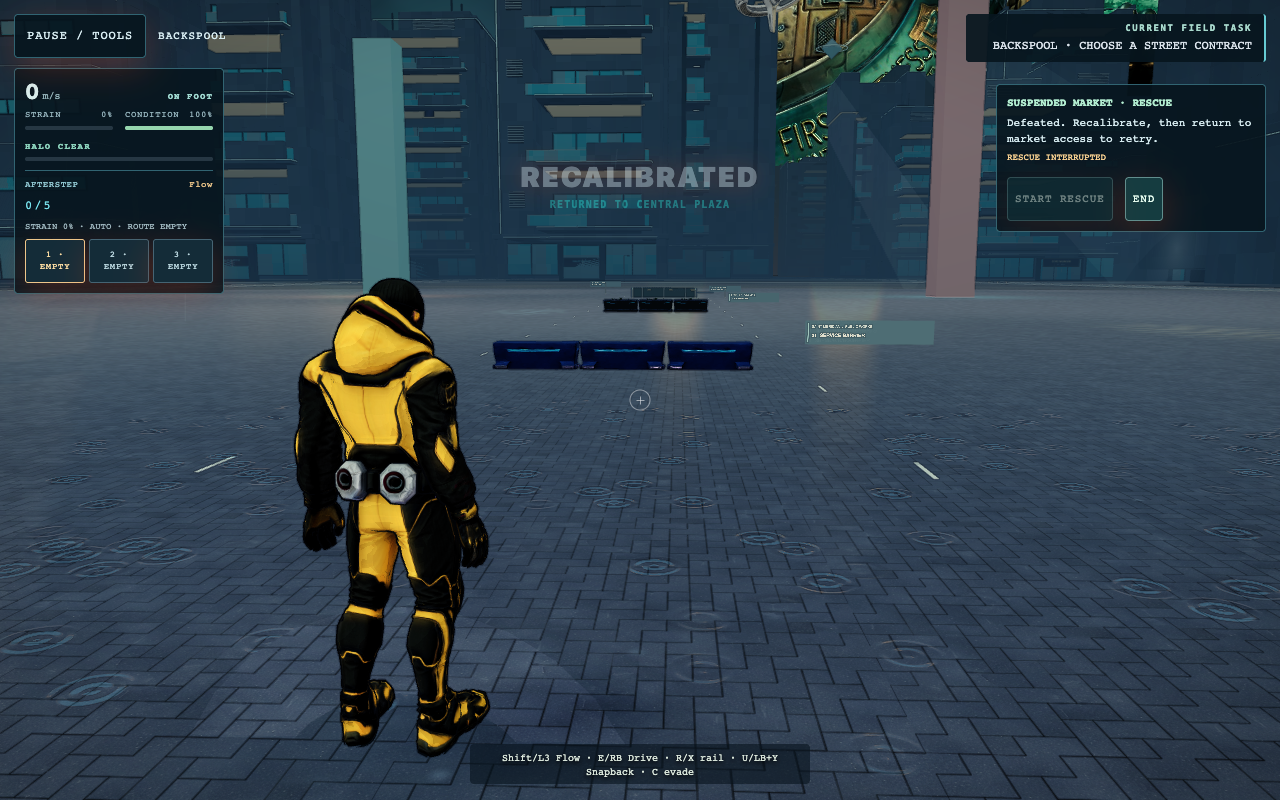 PAUSE / TOOLS
BACKSPOOL
0 m/s
ON FOOT
STRAIN 0%
CONDITION 100%
HALO CLEAR
AFTERSTEP
Flow
0/5
STRAIN 0% · AUTO · ROUTE EMPTY
1 · EMPTY
2 · EMPTY
3 · EMPTY
CURRENT FIELD TASK
BACKSPOOL · CHOOSE A STREET CONTRACT
SUSPENDED MARKET · RESCUE
Defeated. Recalibrate, then return to
market access to retry.
RESCUE INTERRUPTED
START RESCUE
END
FIRS
RECALIBRATED
RETURNED TO CENTRAL PLAZA
Shift/L3 Flow · E/RB Drive · R/X rail · U/LB+Y
Snapback · C evade